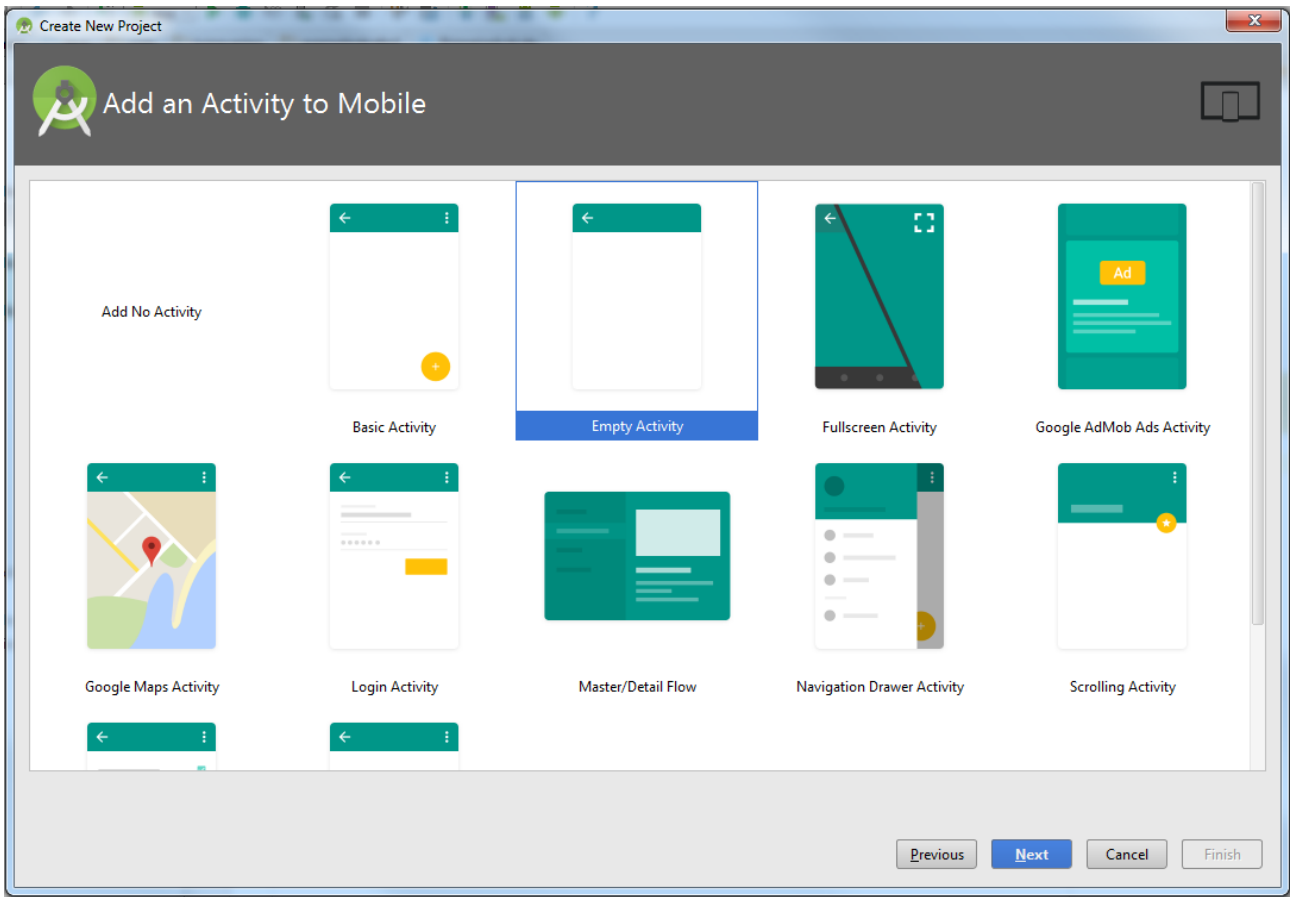 Create New Project
Add an Activity to Mobile
Add No Activity
Basic Activity
Empty Activity
Fullscreen Activity
Ad
Google AdMob Ads Activity
Google Maps Activity
Login Activity
Master/Detail Flow
Navigation Drawer Activity
Scrolling Activity
Previous
Next
Cancel
Finish